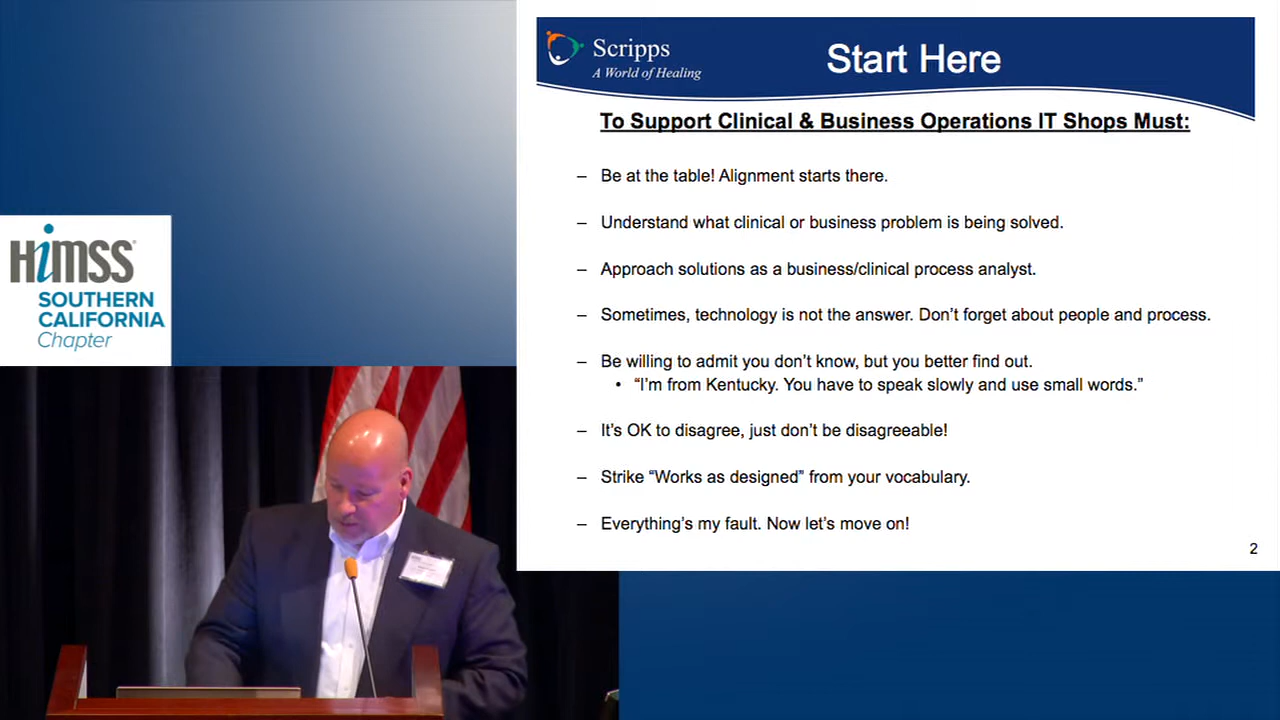 HiMSS
SOUTHERN
CALIFORNIA
Chapter
Scripps
A World of Healing
Start Here
To Support Clinical & Business Operations IT Shops Must:
– Be at the table! Alignment starts there.
– Understand what clinical or business problem is being solved.
– Approach solutions as a business/clinical process analyst.
– Sometimes, technology is not the answer. Don’t forget about people and process.
– Be willing to admit you don’t know, but you better find out.
• “I’m from Kentucky. You have to speak slowly and use small words.”
– It’s OK to disagree, just don’t be disagreeable!
– Strike “Works as designed” from your vocabulary.
– Everything’s my fault. Now let’s move on!
2